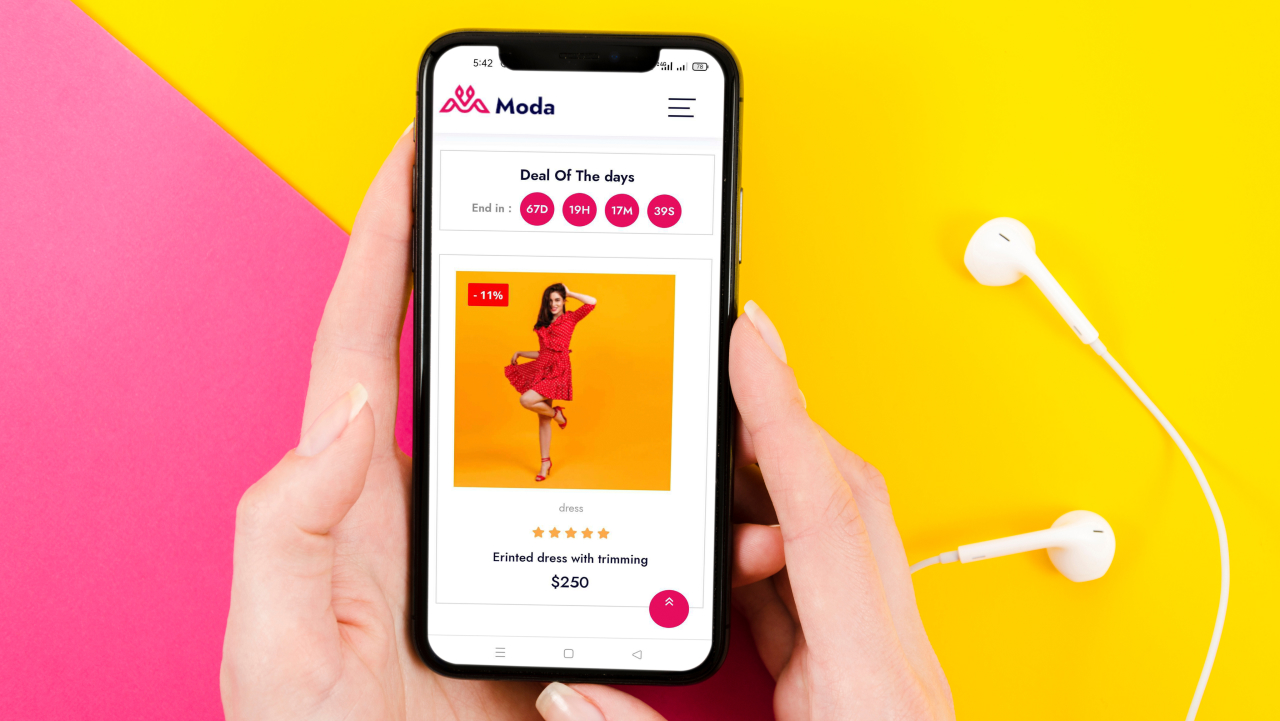 5:42
78
Moda
Deal Of The days
End in : 67D 19H 17M 39S
- 11%
dress
Erinted dress with trimming
$250